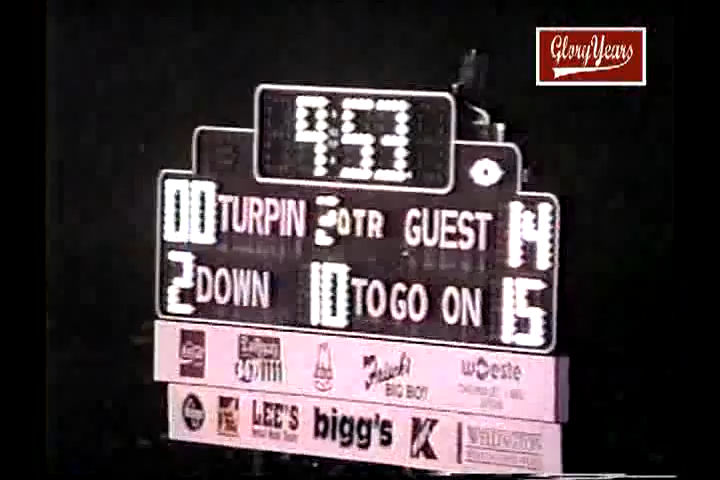 GloryYears
9:53
00 TURPIN 2 QTR GUEST 14
2 DOWN 10 TO GO ON 15
Frisch's BIG BOY woeste
LEE'S bigg's K WELLINGTON